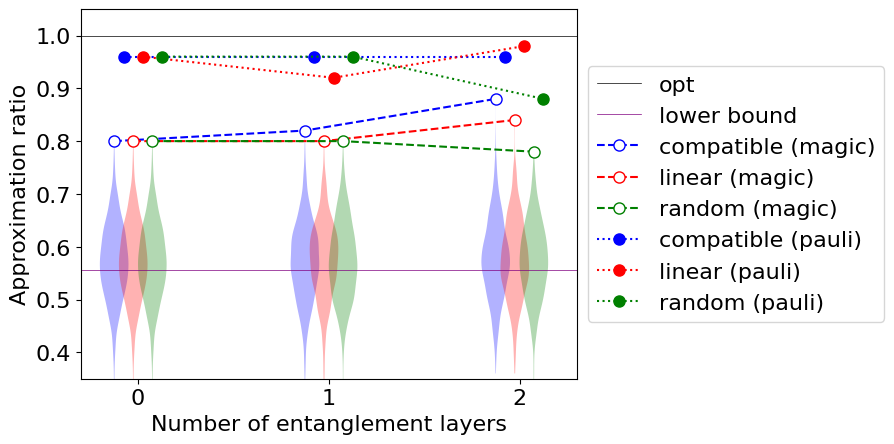 Approximation ratio
1.0
0.9
0.8
0.7
0.6
0.5
0.4
0
1
2
Number of entanglement layers
opt
lower bound
compatible (magic)
linear (magic)
random (magic)
compatible (pauli)
linear (pauli)
random (pauli)